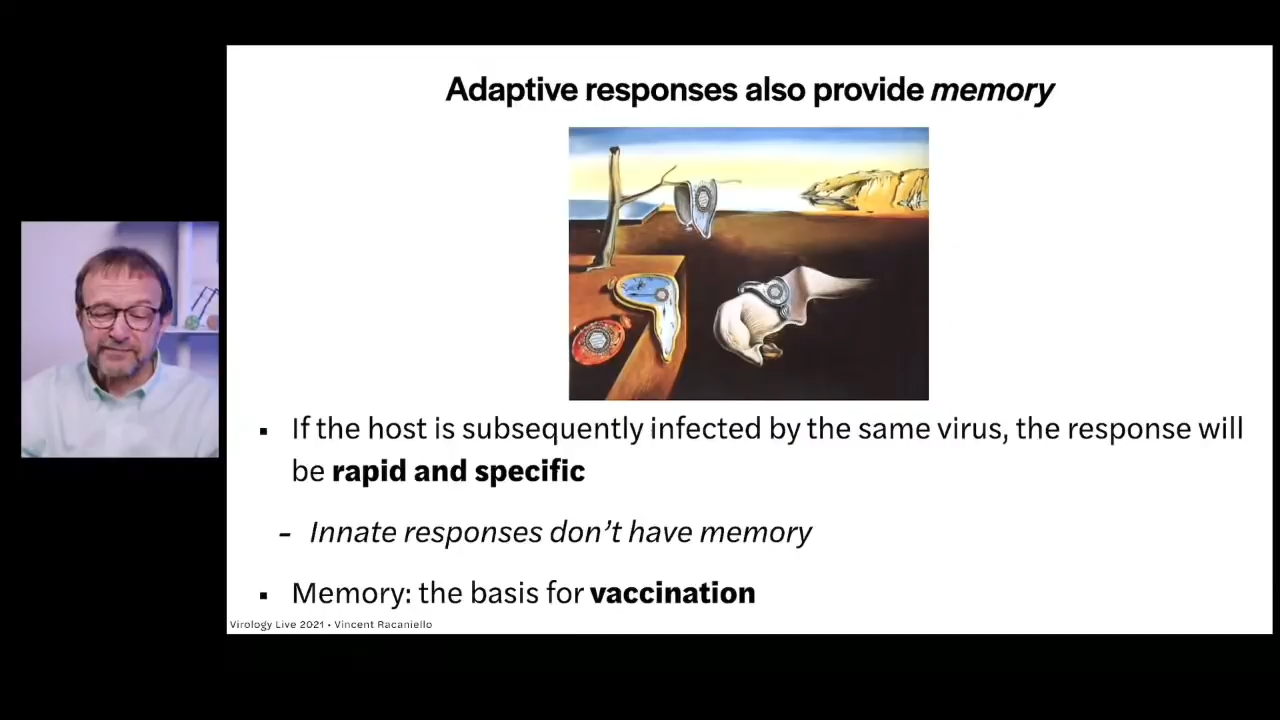 Adaptive responses also provide memory
▪ If the host is subsequently infected by the same virus, the response will
be rapid and specific
- Innate responses don’t have memory
▪ Memory: the basis for vaccination
Virology Live 2021 • Vincent Racaniello